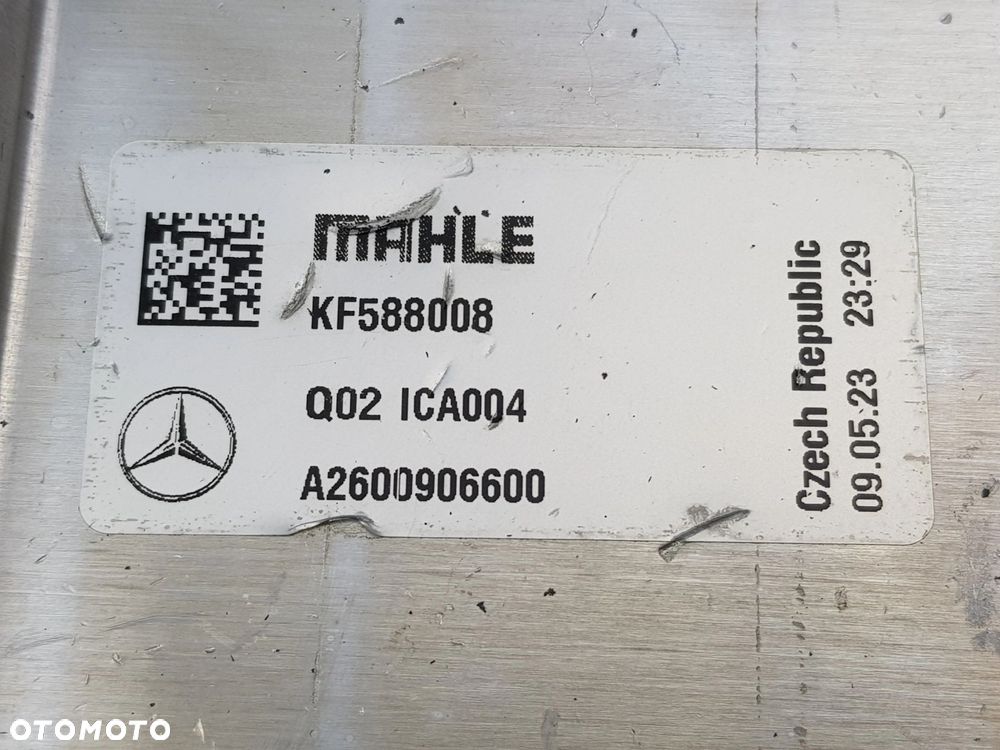 MAHLE
KF588008
Q02 ICA004
A2600906600
Czech Republic
09.05.23 23:29
OTOMOTO